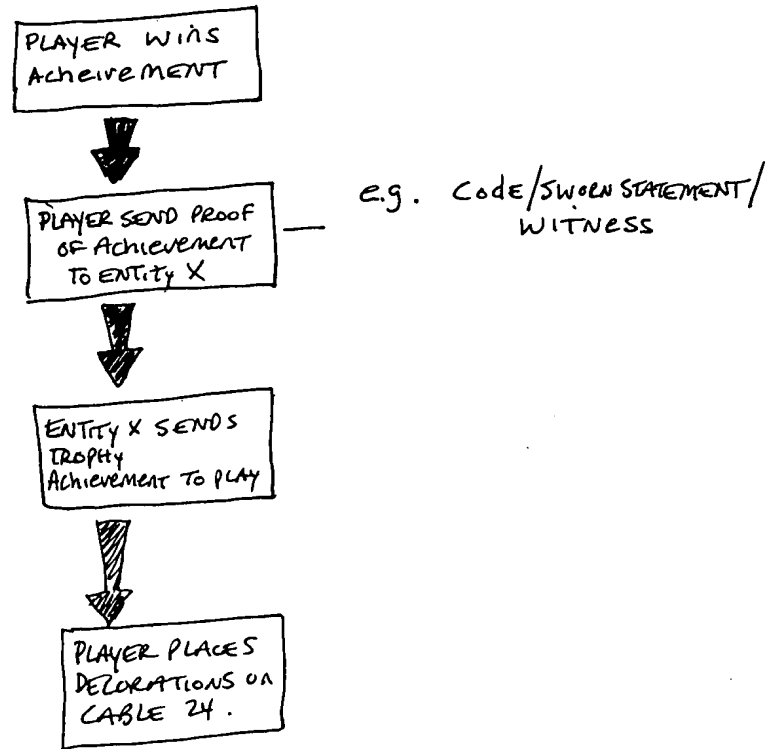 PLAYER WINS
AcheiveMENT
PLAYER SEND PROOF
OF Achievement
TO ENTITY X
e.g. Code/SWORN STATEMENT/
WITNESS
ENTITY X SENDS
TROPHY
Achievement TO PLAY
PLAYER PLACES
DECORATIONS ON
CABLE 24.